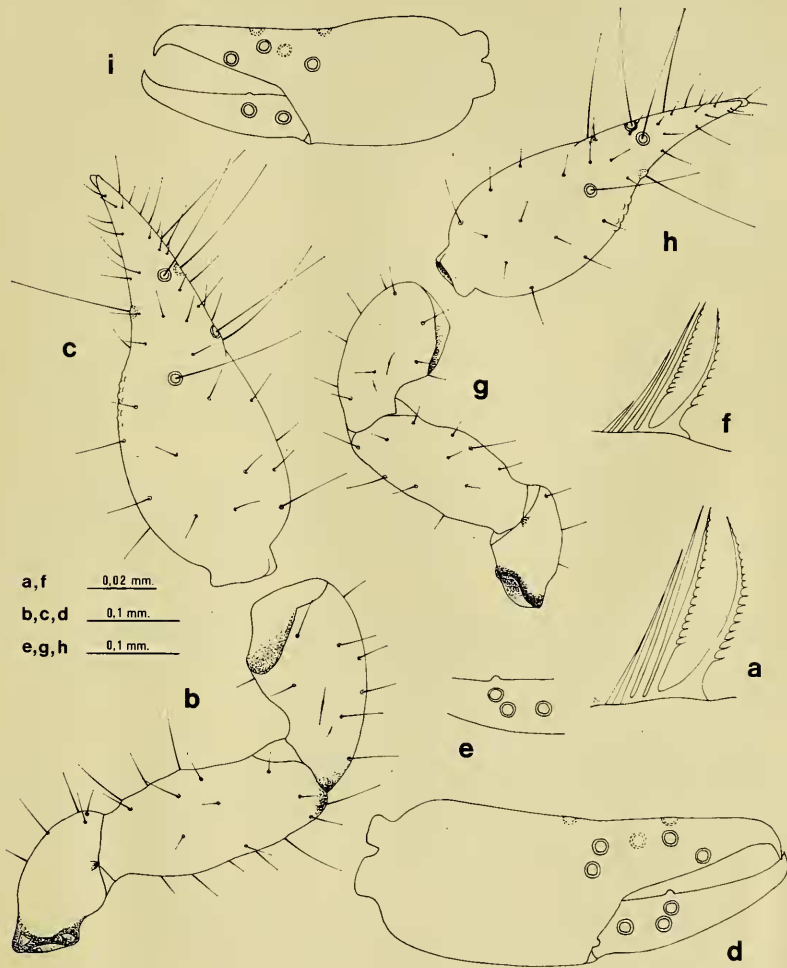 i
h
c
g
f
a,f 0,02 mm.
b,c,d 0,1 mm.
e,g,h 0,1 mm.
a
b
e
d